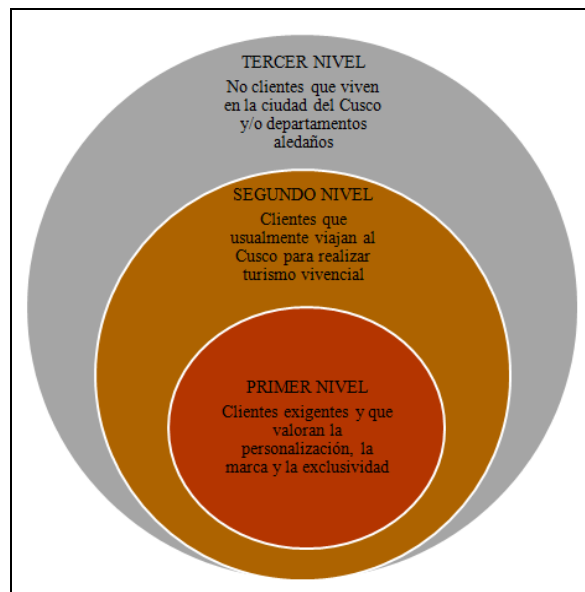 TERCER NIVEL
No clientes que viven
en la ciudad del Cusco
y/o departamentos
aledaños
SEGUNDO NIVEL
Clientes que
usualmente viajan al
Cusco para realizar
turismo vivencial
PRIMER NIVEL
Clientes exigentes y que
valoran la
personalización, la
marca y la exclusividad